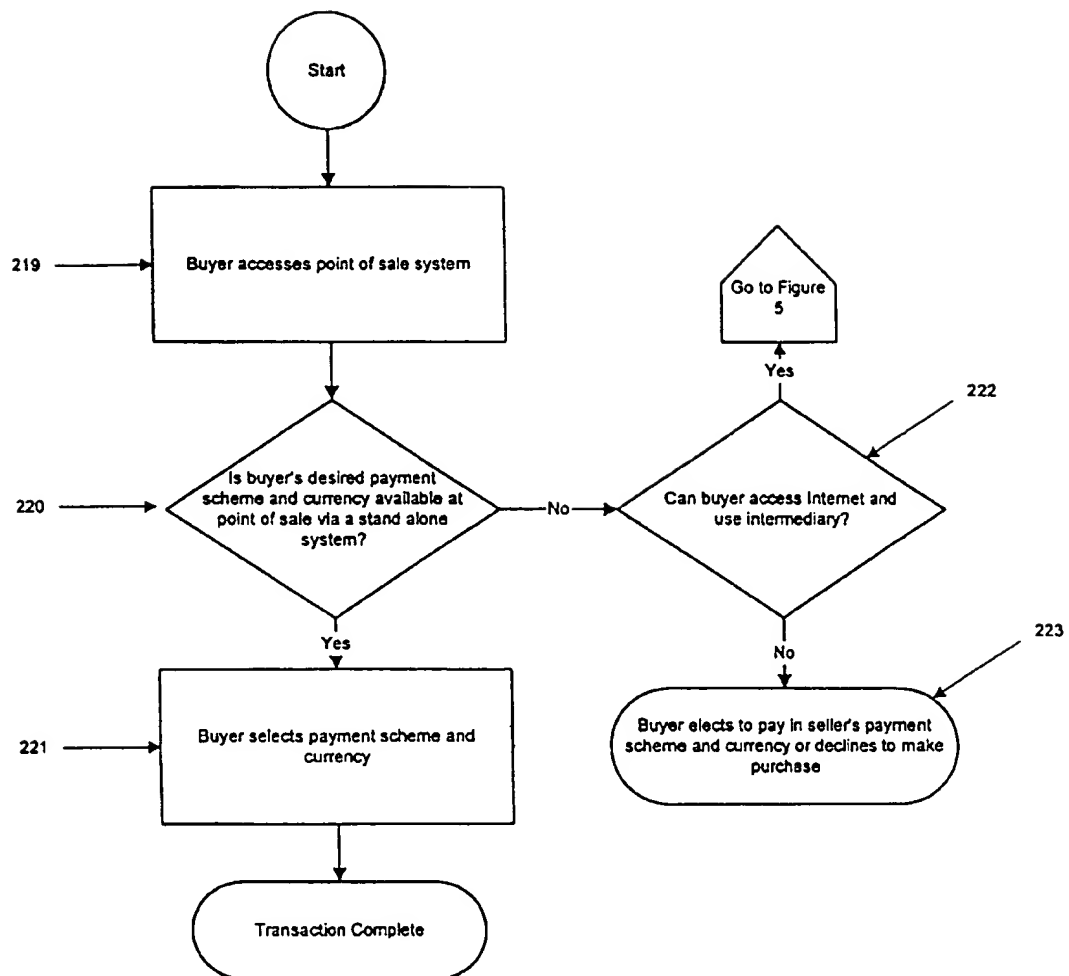 Start
219
Buyer accesses point of sale system
Go to Figure
5
Yes
222
220
Is buyer's desired payment
scheme and currency available at
point of sale via a stand alone
system?
No
Can buyer access Internet and
use intermediary?
Yes
No
223
221
Buyer selects payment scheme and
currency
Buyer elects to pay in seller's payment
scheme and currency or declines to make
purchase
Transaction Complete